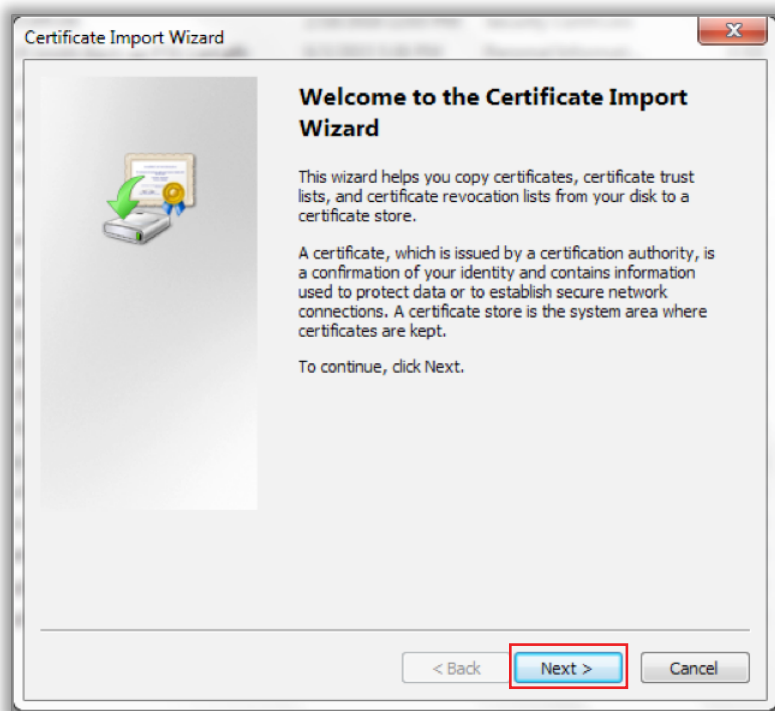 Certificate Import Wizard
Welcome to the Certificate Import
Wizard
This wizard helps you copy certificates, certificate trust
lists, and certificate revocation lists from your disk to a
certificate store.
A certificate, which is issued by a certification authority, is
a confirmation of your identity and contains information
used to protect data or to establish secure network
connections. A certificate store is the system area where
certificates are kept.
To continue, click Next.
< Back Next > Cancel